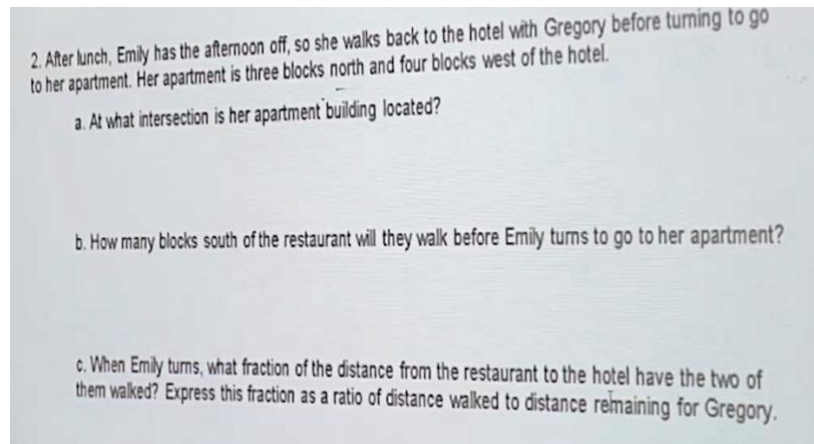 2. After lunch, Emily has the afternoon off, so she walks back to the hotel with Gregory before turning to go
to her apartment. Her apartment is three blocks north and four blocks west of the hotel.
a. At what intersection is her apartment building located?
b. How many blocks south of the restaurant will they walk before Emily turns to go to her apartment?
c. When Emily turns, what fraction of the distance from the restaurant to the hotel have the two of
them walked? Express this fraction as a ratio of distance walked to distance remaining for Gregory.